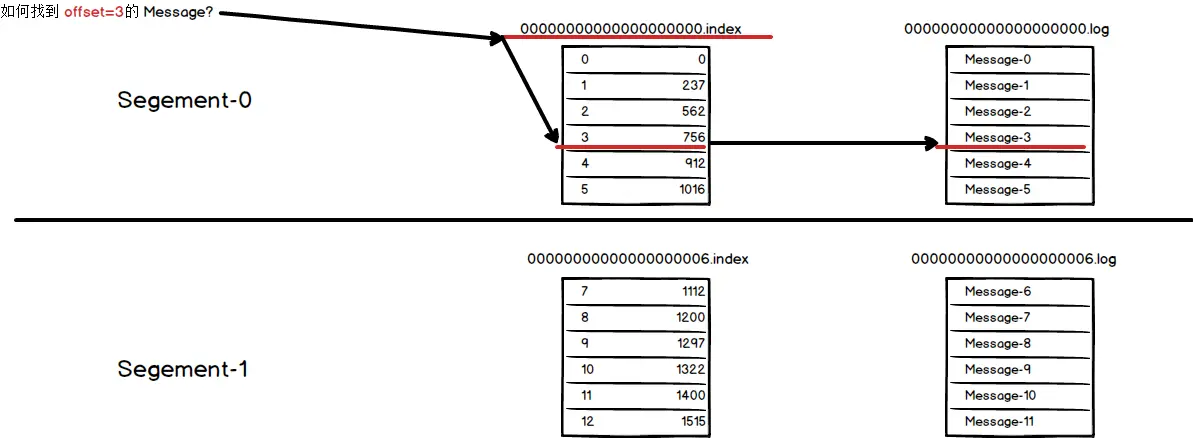 如何找到 offset=3的 Message?
00000000000000000000.index
00000000000000000000.log
Segement-0
0 0
1 237
2 562
3 756
4 912
5 1016
Message-0
Message-1
Message-2
Message-3
Message-4
Message-5
00000000000000000006.index
00000000000000000006.log
Segement-1
7 1112
8 1200
9 1297
10 1322
11 1400
12 1515
Message-6
Message-7
Message-8
Message-9
Message-10
Message-11